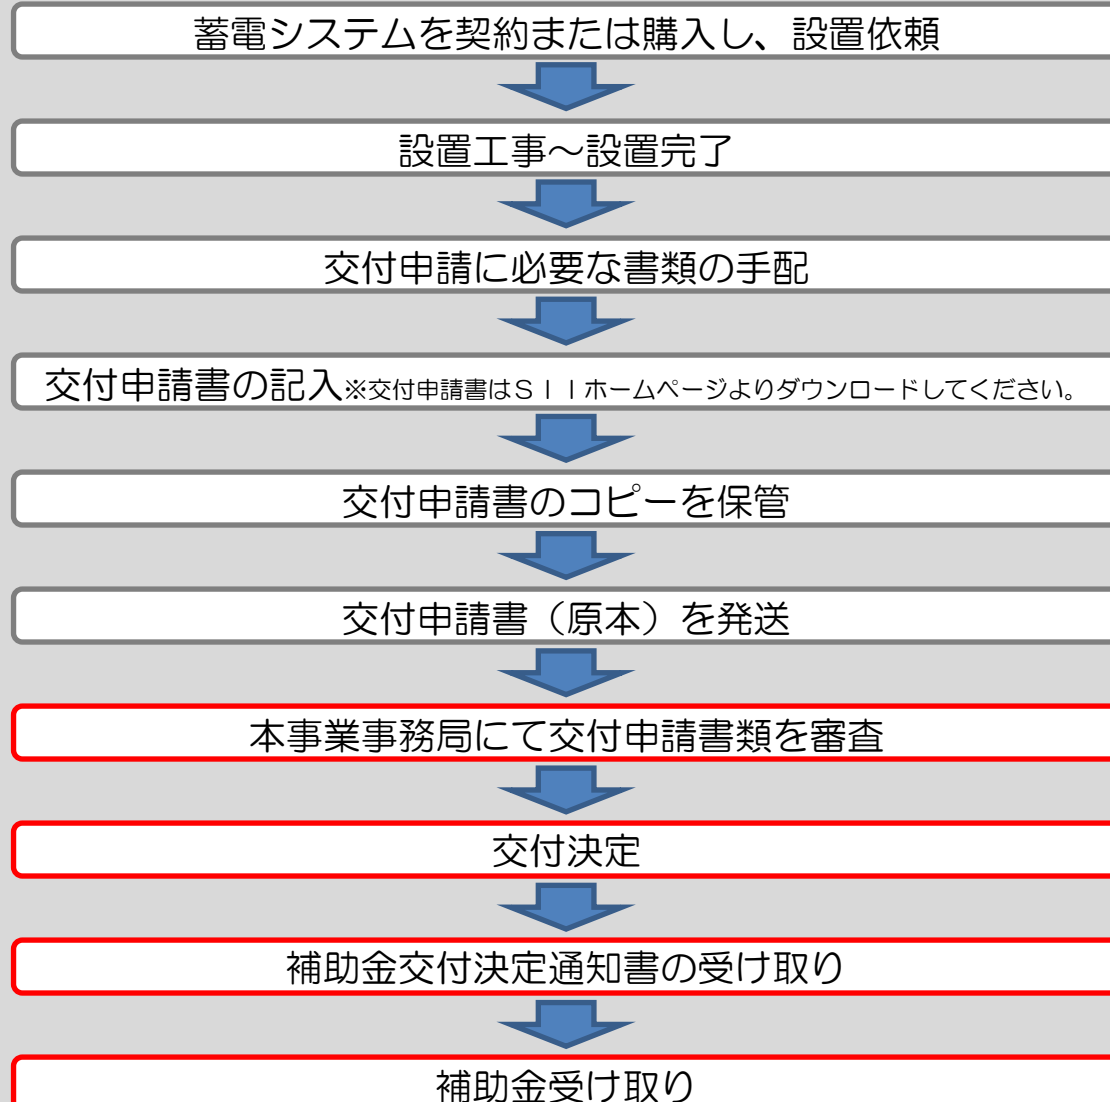 蓄電システムを契約または購入し、設置依頼
設置工事～設置完了
交付申請に必要な書類の手配
交付申請書の記入※交付申請書はＳＩＩホームページよりダウンロードしてください。
交付申請書のコピーを保管
交付申請書（原本）を発送
本事業事務局にて交付申請書類を審査
交付決定
補助金交付決定通知書の受け取り
補助金受け取り